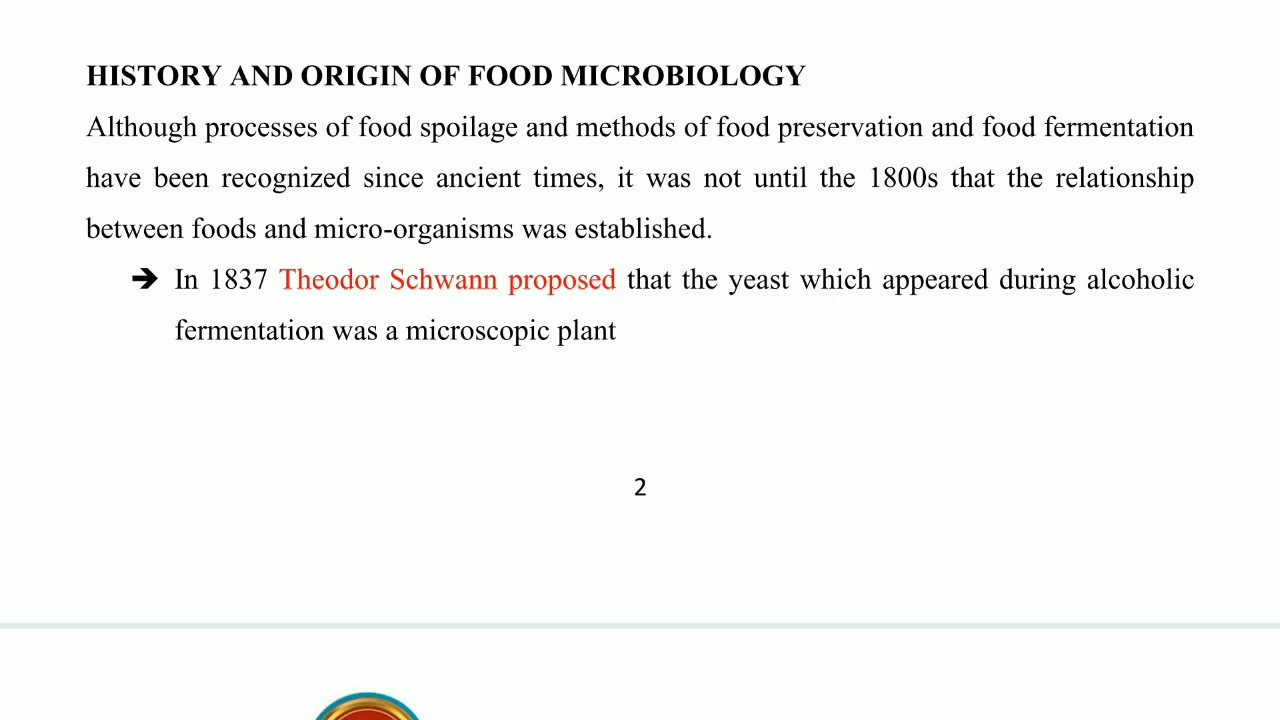 HISTORY AND ORIGIN OF FOOD MICROBIOLOGY
Although processes of food spoilage and methods of food preservation and food fermentation
have been recognized since ancient times, it was not until the 1800s that the relationship
between foods and micro-organisms was established.
➔ In 1837 Theodor Schwann proposed that the yeast which appeared during alcoholic
fermentation was a microscopic plant
2